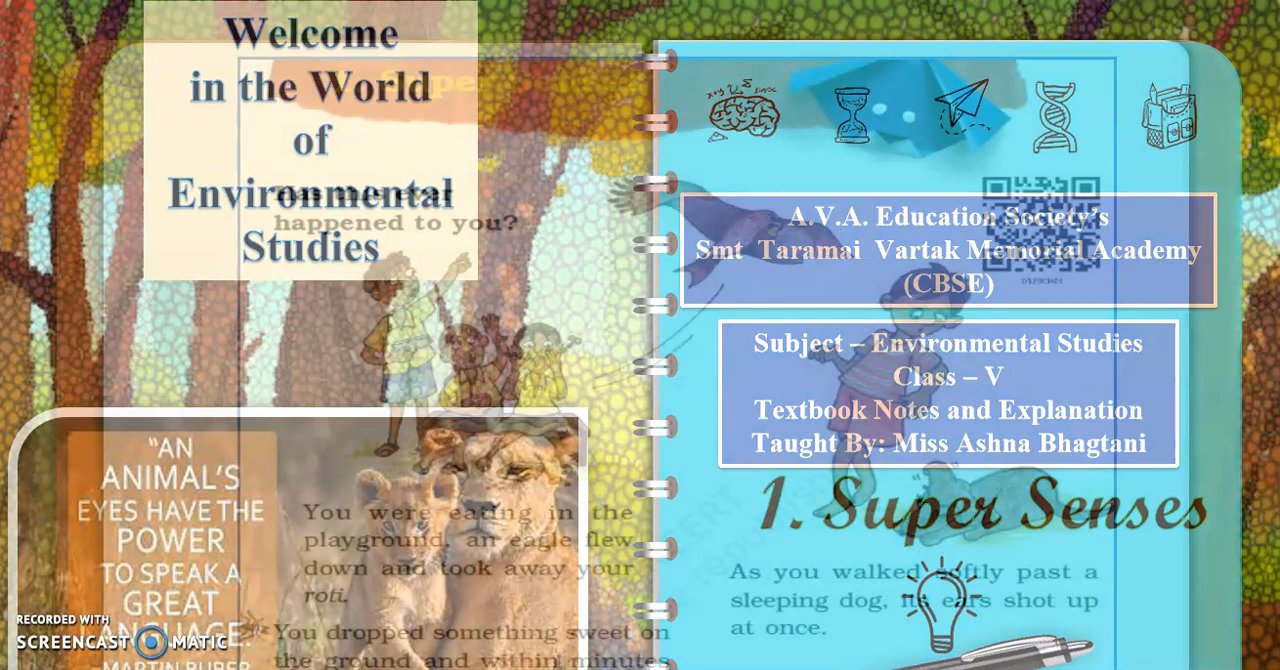 Welcome
in the World
of
Environmental
Studies
happened to you?
A.V.A. Education Society's
Smt Taramai Vartak Memorial Academy
(CBSE)
0529CH01
Subject – Environmental Studies
Class – V
Textbook Notes and Explanation
Taught By: Miss Ashna Bhagtani
1. Super Senses
"AN
ANIMAL'S
EYES HAVE THE
POWER
TO SPEAK A
GREAT
LANGUAGE."
–MARTIN BUBER
You were eating in the
playground, an eagle flew
down and took away your
roti.
You dropped something sweet on
the ground and within minutes
As you walked softly past a
sleeping dog, its ears shot up
at once.
RECORDED WITH
SCREENCAST MATIC